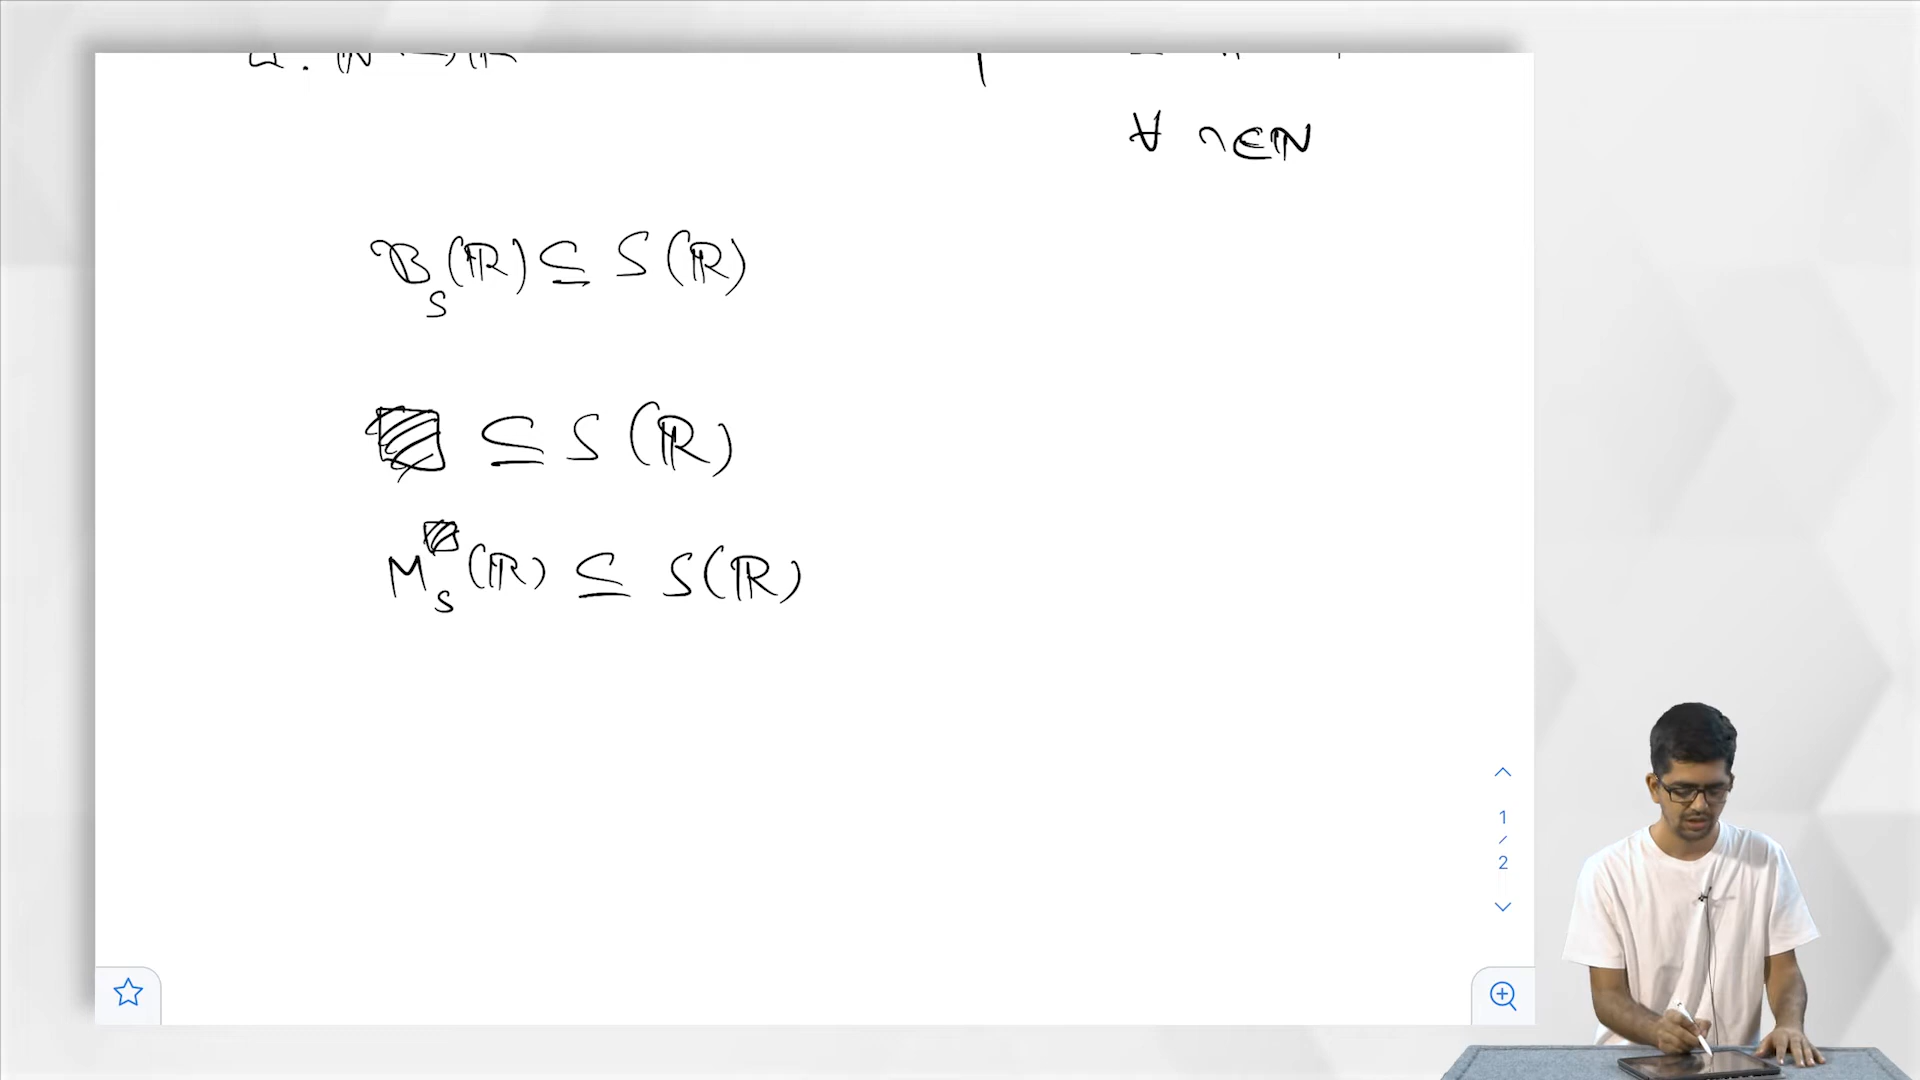 ∀ n∈ℕ
ℬ_S(ℝ) ⊆ S(ℝ)
⊆ S(ℝ)
M_S(ℝ) ⊆ S(ℝ)
1
/
2